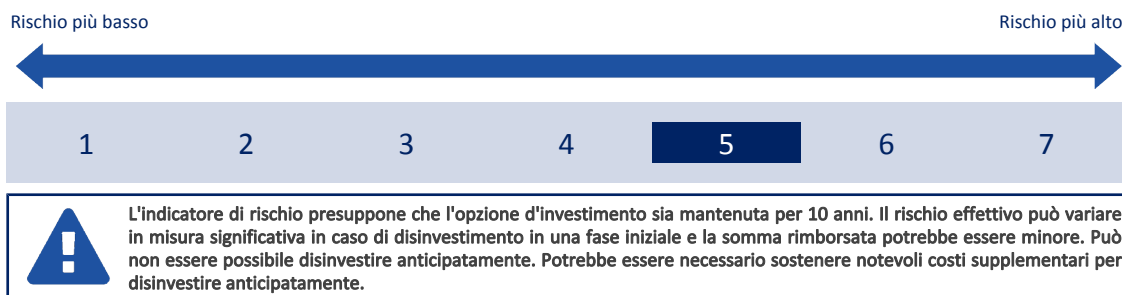 Rischio più basso Rischio più alto
1 2 3 4 5 6 7
L'indicatore di rischio presuppone che l'opzione d'investimento sia mantenuta per 10 anni. Il rischio effettivo può variare
in misura significativa in caso di disinvestimento in una fase iniziale e la somma rimborsata potrebbe essere minore. Può
non essere possibile disinvestire anticipatamente. Potrebbe essere necessario sostenere notevoli costi supplementari per
disinvestire anticipatamente.